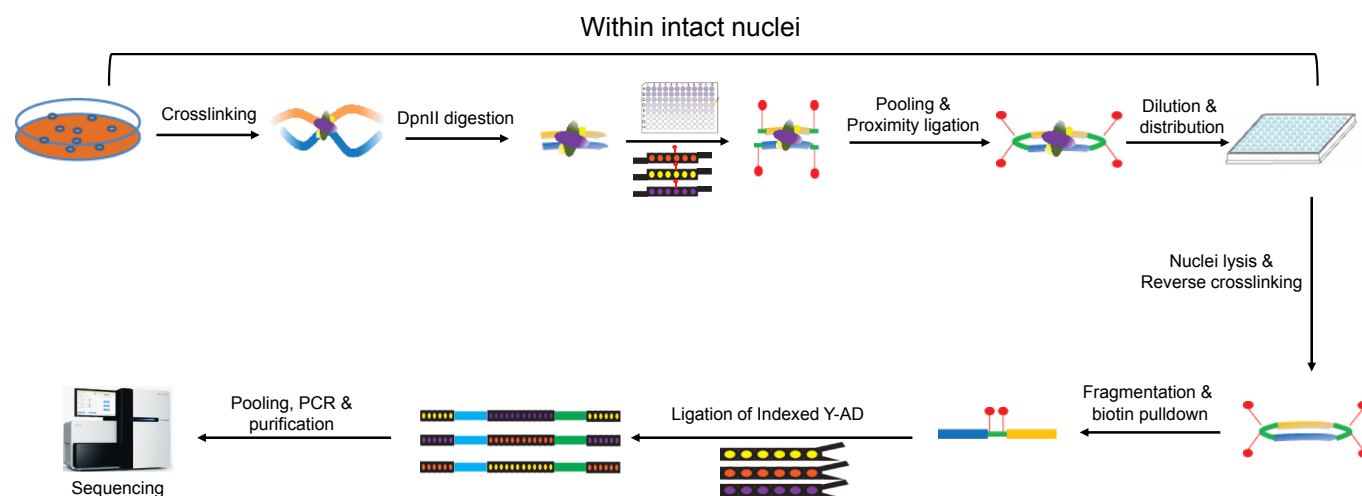 Within intact nuclei
Crosslinking
DpnII digestion
Pooling &
Proximity ligation
Dilution &
distribution
Nuclei lysis &
Reverse crosslinking
Fragmentation &
biotin pulldown
Ligation of Indexed Y-AD
Pooling, PCR &
purification
Sequencing